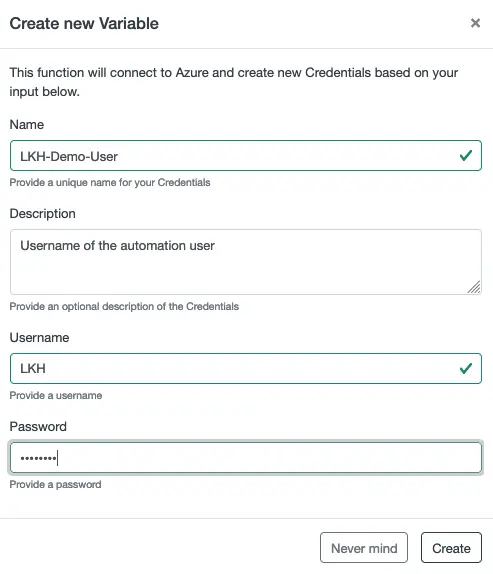 Create new Variable
×
This function will connect to Azure and create new Credentials based on your
input below.
Name
LKH-Demo-User
Provide a unique name for your Credentials
Description
Username of the automation user
Provide an optional description of the Credentials
Username
LKH
Provide a username
Password
••••••••
Provide a password
Never mind
Create